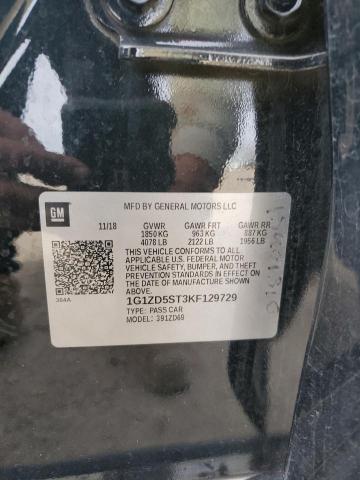 GM
MFD BY GENERAL MOTORS LLC
11/18 GVWR GAWR FRT GAWR RR
1850 KG 963 KG 887 KG
4078 LB 2122 LB 1956 LB
THIS VEHICLE CONFORMS TO ALL
APPLICABLE U.S. FEDERAL MOTOR
VEHICLE SAFETY, BUMPER, AND THEFT
PREVENTION STANDARDS IN EFFECT ON
THE DATE OF MANUFACTURE SHOWN ABOVE.
384A
1G1ZD5ST3KF129729
TYPE: PASS CAR
MODEL: 391ZD69